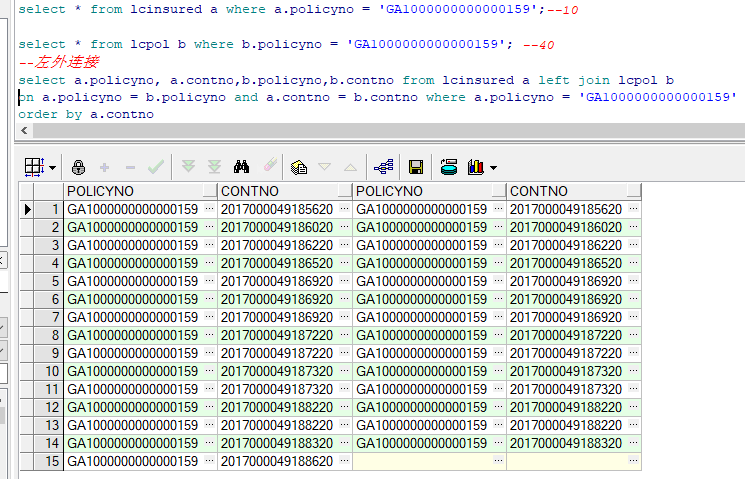 select * from lcinsured a where a.policyno = 'GA1000000000000159';--10
select * from lcpol b where b.policyno = 'GA1000000000000159'; --40
--左外连接
select a.policyno, a.contno,b.policyno,b.contno from lcinsured a left join lcpol b
on a.policyno = b.policyno and a.contno = b.contno where a.policyno = 'GA1000000000000159'
order by a.contno
POLICYNO CONTNO POLICYNO CONTNO
1 GA1000000000000159 ... 2017000049185620 ... GA1000000000000159 ... 2017000049185620 ...
2 GA1000000000000159 ... 2017000049186020 ... GA1000000000000159 ... 2017000049186020 ...
3 GA1000000000000159 ... 2017000049186220 ... GA1000000000000159 ... 2017000049186220 ...
4 GA1000000000000159 ... 2017000049186520 ... GA1000000000000159 ... 2017000049186520 ...
5 GA1000000000000159 ... 2017000049186920 ... GA1000000000000159 ... 2017000049186920 ...
6 GA1000000000000159 ... 2017000049186920 ... GA1000000000000159 ... 2017000049186920 ...
7 GA1000000000000159 ... 2017000049186920 ... GA1000000000000159 ... 2017000049186920 ...
8 GA1000000000000159 ... 2017000049187220 ... GA1000000000000159 ... 2017000049187220 ...
9 GA1000000000000159 ... 2017000049187220 ... GA1000000000000159 ... 2017000049187220 ...
10 GA1000000000000159 ... 2017000049187320 ... GA1000000000000159 ... 2017000049187320 ...
11 GA1000000000000159 ... 2017000049187320 ... GA1000000000000159 ... 2017000049187320 ...
12 GA1000000000000159 ... 2017000049188220 ... GA1000000000000159 ... 2017000049188220 ...
13 GA1000000000000159 ... 2017000049188220 ... GA1000000000000159 ... 2017000049188220 ...
14 GA1000000000000159 ... 2017000049188320 ... GA1000000000000159 ... 2017000049188320 ...
15 GA1000000000000159 ... 2017000049188620 ... ... ...